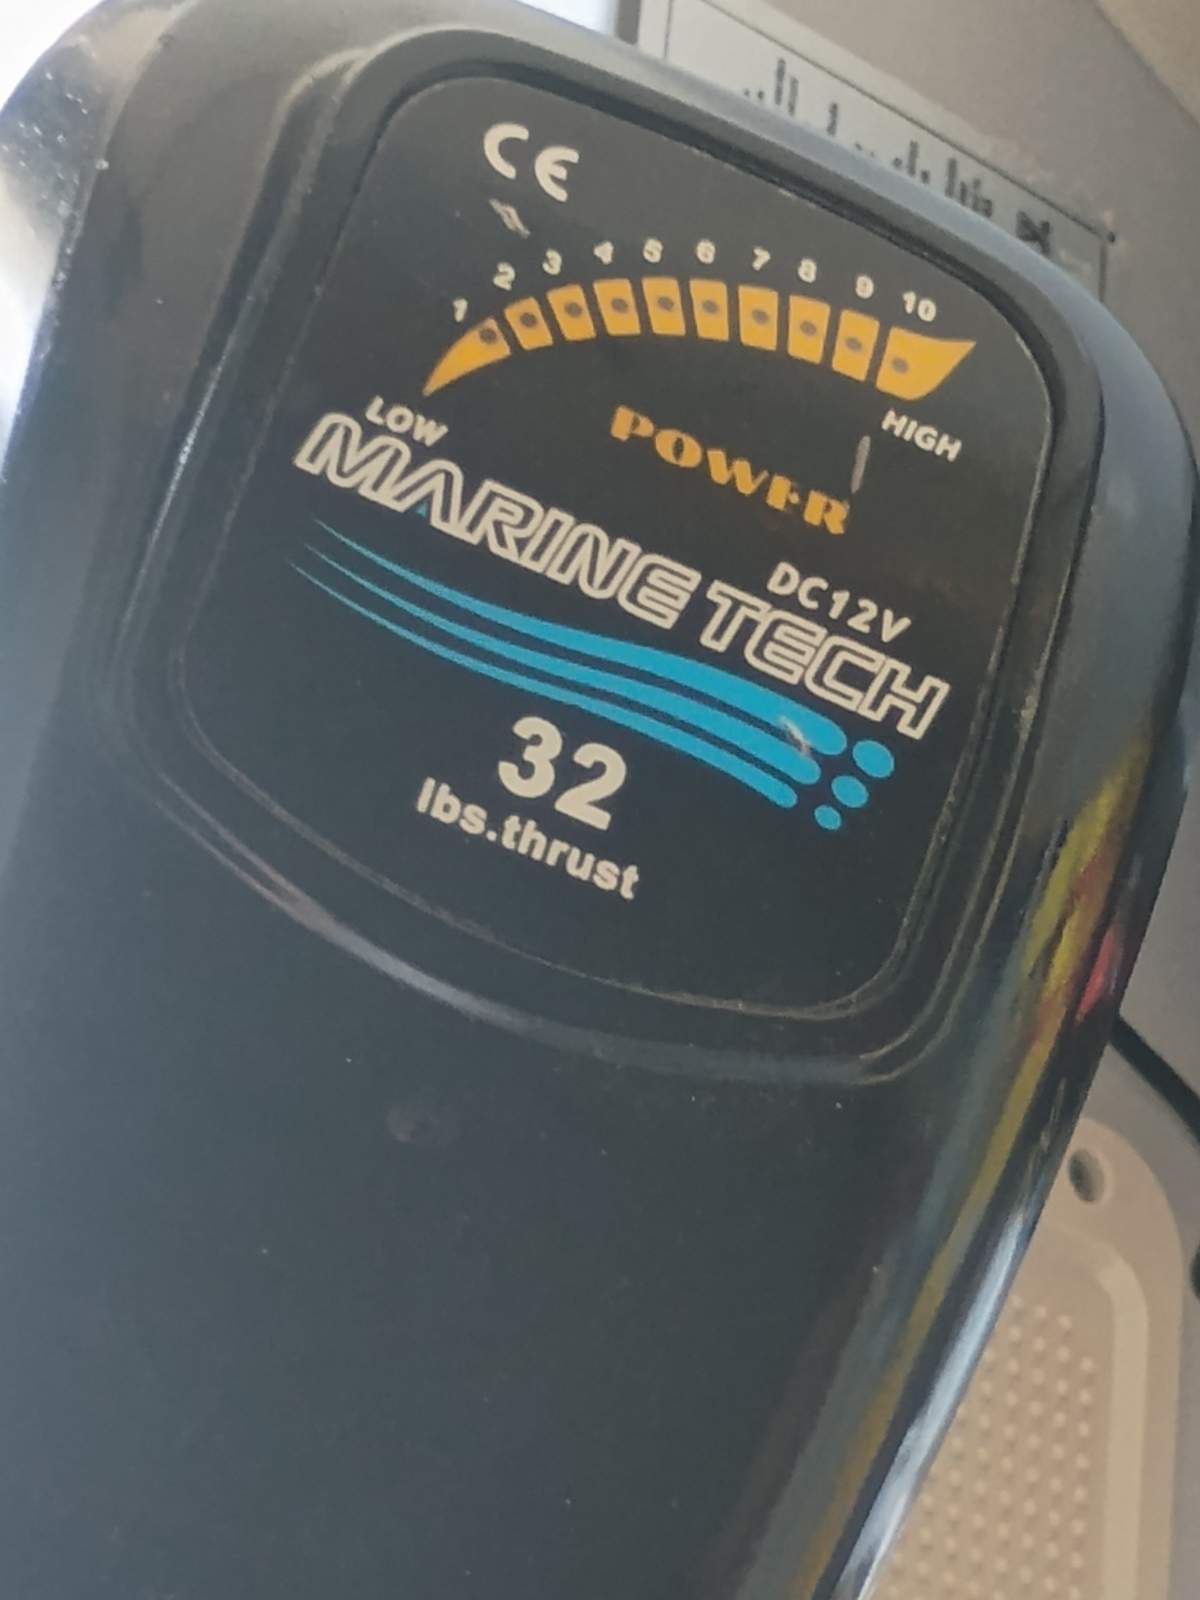 CE
1 2 3 4 5 6 7 8 9 10
LOW
HIGH
POWER
DC12V
MARINE TECH
32
lbs.thrust